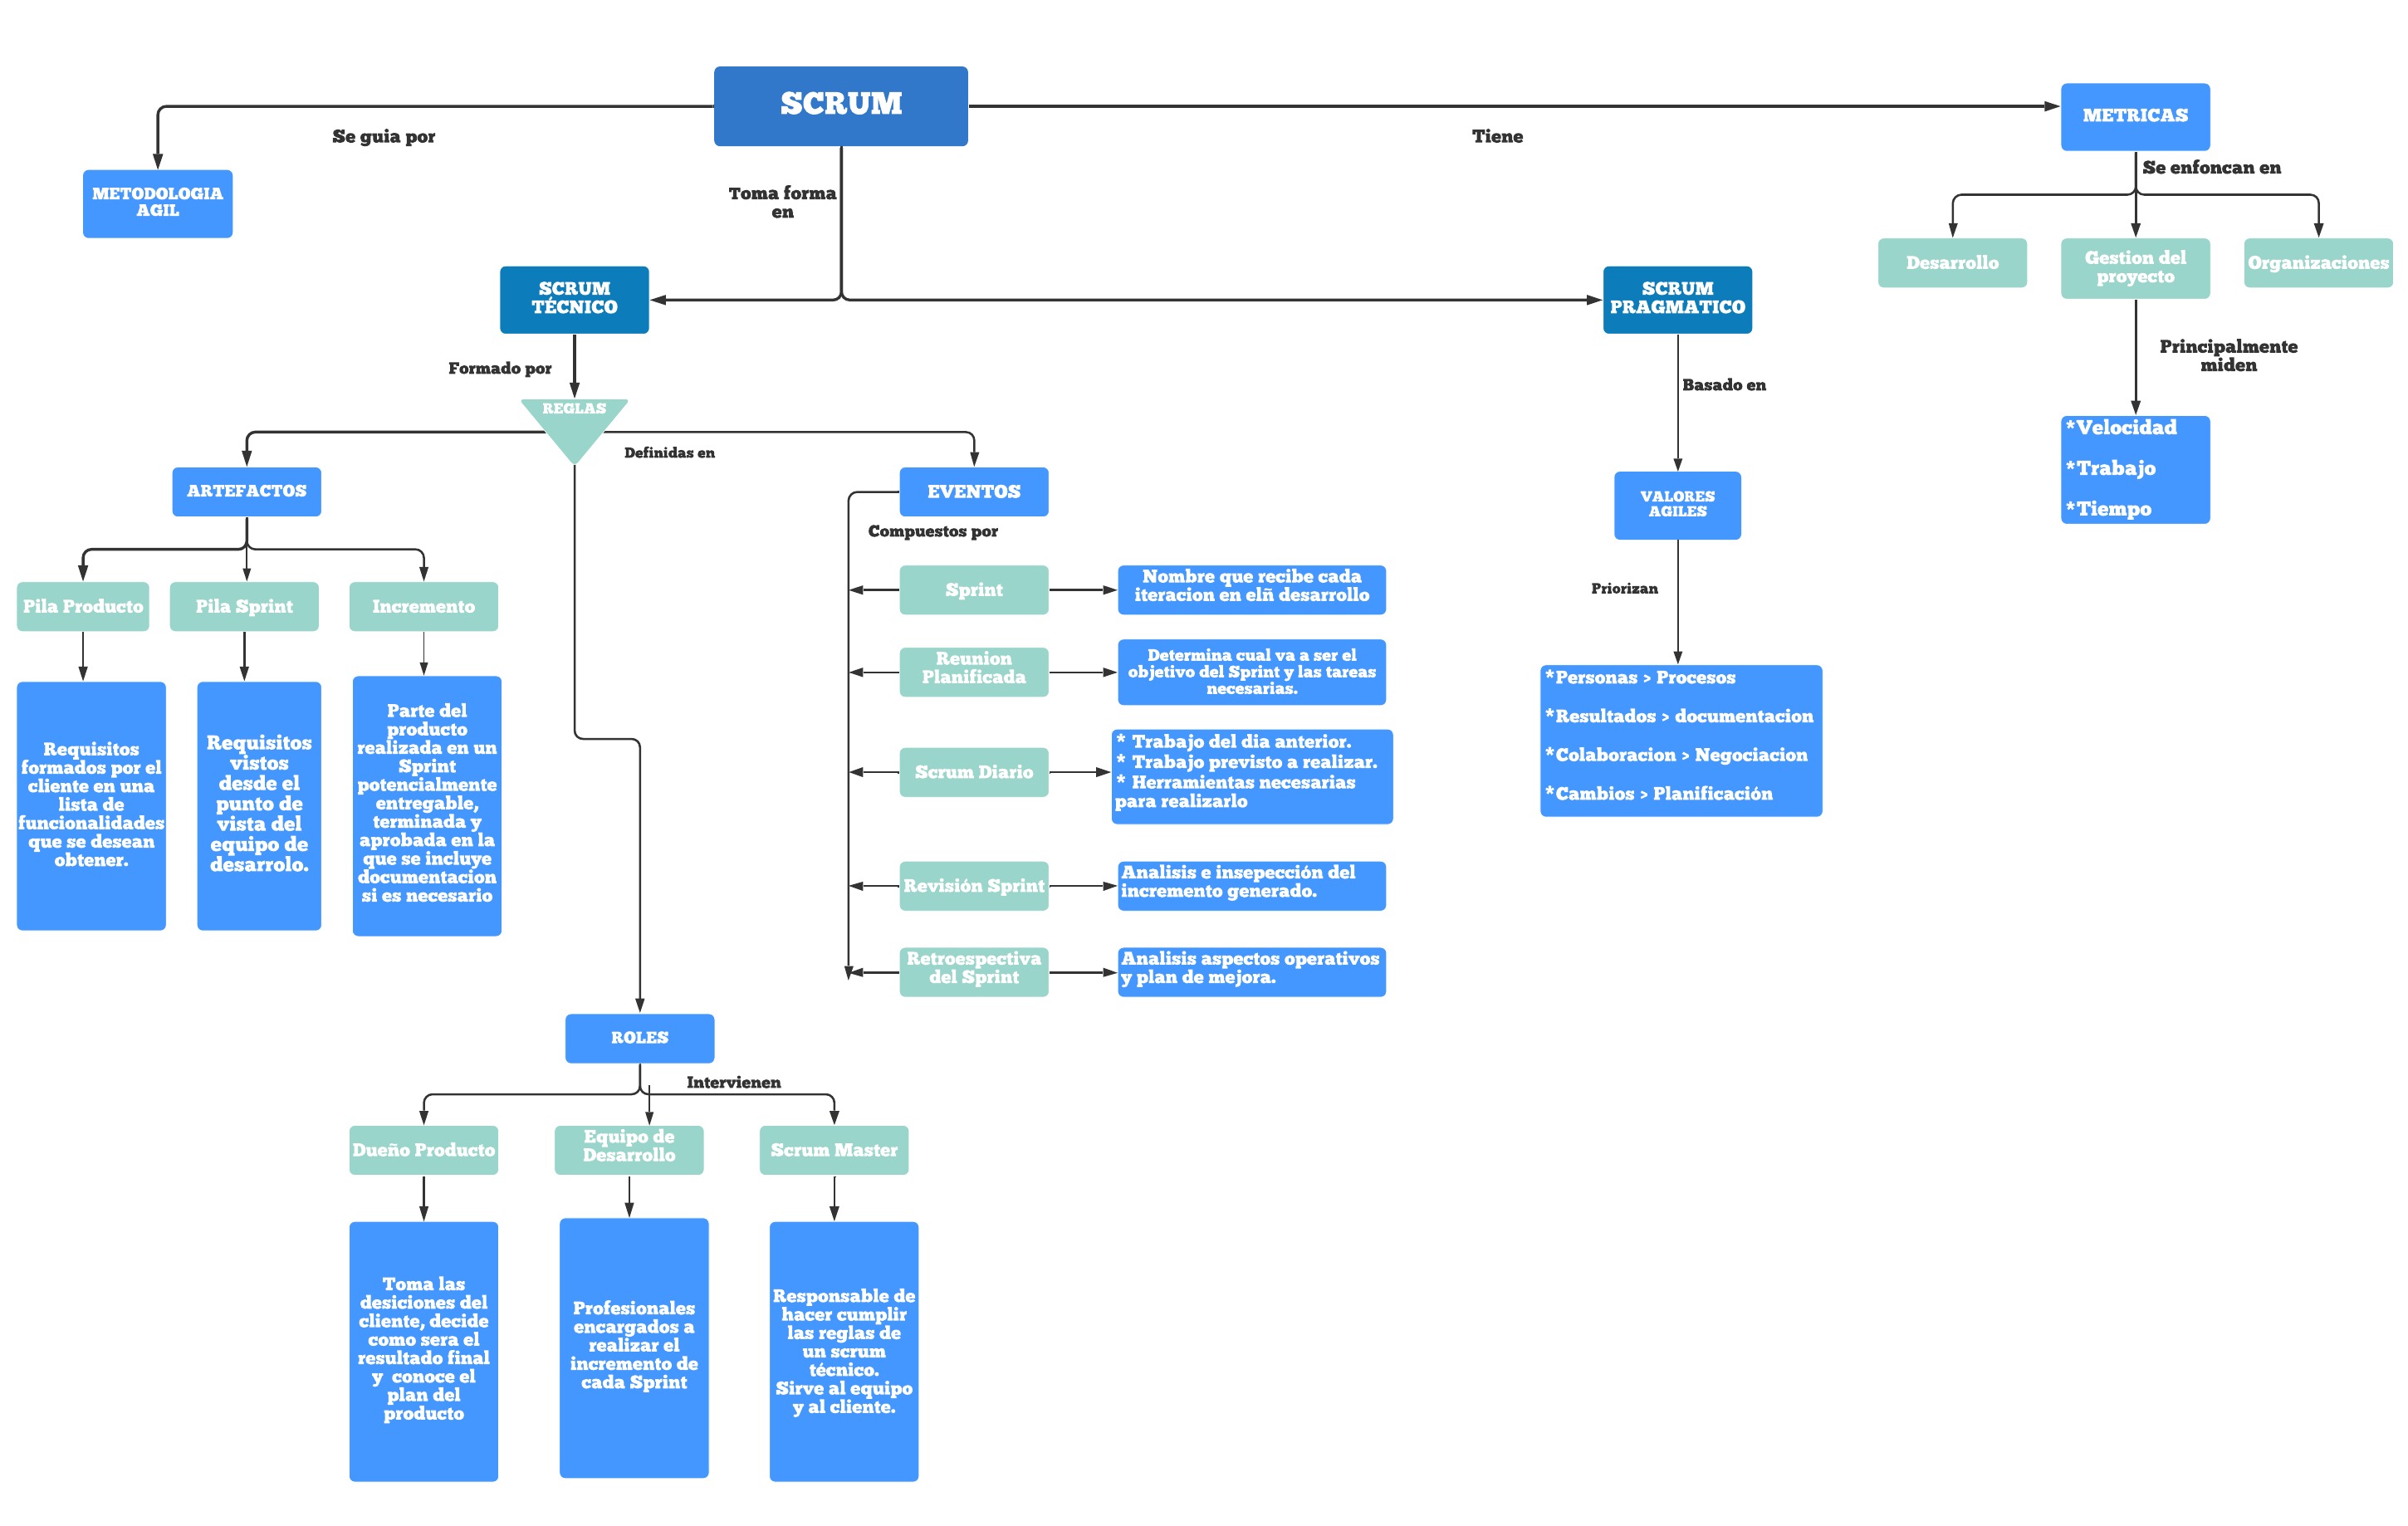 SCRUM
Se guia por
Tiene
METRICAS
METODOLOGIA
AGIL
Toma forma
en
Se enfoncan en
Desarrollo
Gestion del
proyecto
Organizaciones
SCRUM
TÉCNICO
SCRUM
PRAGMATICO
Formado por
Basado en
Principalmente
miden
REGLAS
Definidas en
*Velocidad
*Trabajo
*Tiempo
ARTEFACTOS
EVENTOS
VALORES
AGILES
Compuestos por
Priorizan
Pila Producto
Pila Sprint
Incremento
Requisitos
formados por el
cliente en una
lista de
funcionalidades
que se desean
obtener.
Requisitos
vistos
desde el
punto de
vista del
equipo de
desarrolo.
Parte del
producto
realizada en un
Sprint
potencialmente
entregable,
terminada y
aprobada en la
que se incluye
documentacion
si es necesario
Sprint
Nombre que recibe cada
iteracion en elñ desarrollo
Reunion
Planificada
Determina cual va a ser el
objetivo del Sprint y las tareas
necesarias.
Scrum Diario
* Trabajo del dia anterior.
* Trabajo previsto a realizar.
* Herramientas necesarias
para realizarlo
Revisión Sprint
Analisis e insepección del
incremento generado.
Retroespectiva
del Sprint
Analisis aspectos operativos
y plan de mejora.
*Personas > Procesos
*Resultados > documentacion
*Colaboracion > Negociacion
*Cambios > Planificación
ROLES
Intervienen
Dueño Producto
Equipo de
Desarrollo
Scrum Master
Toma las
desiciones del
cliente, decide
como sera el
resultado final
y conoce el
plan del
producto
Profesionales
encargados a
realizar el
incremento de
cada Sprint
Responsable de
hacer cumplir
las reglas de
un scrum
técnico.
Sirve al equipo
y al cliente.